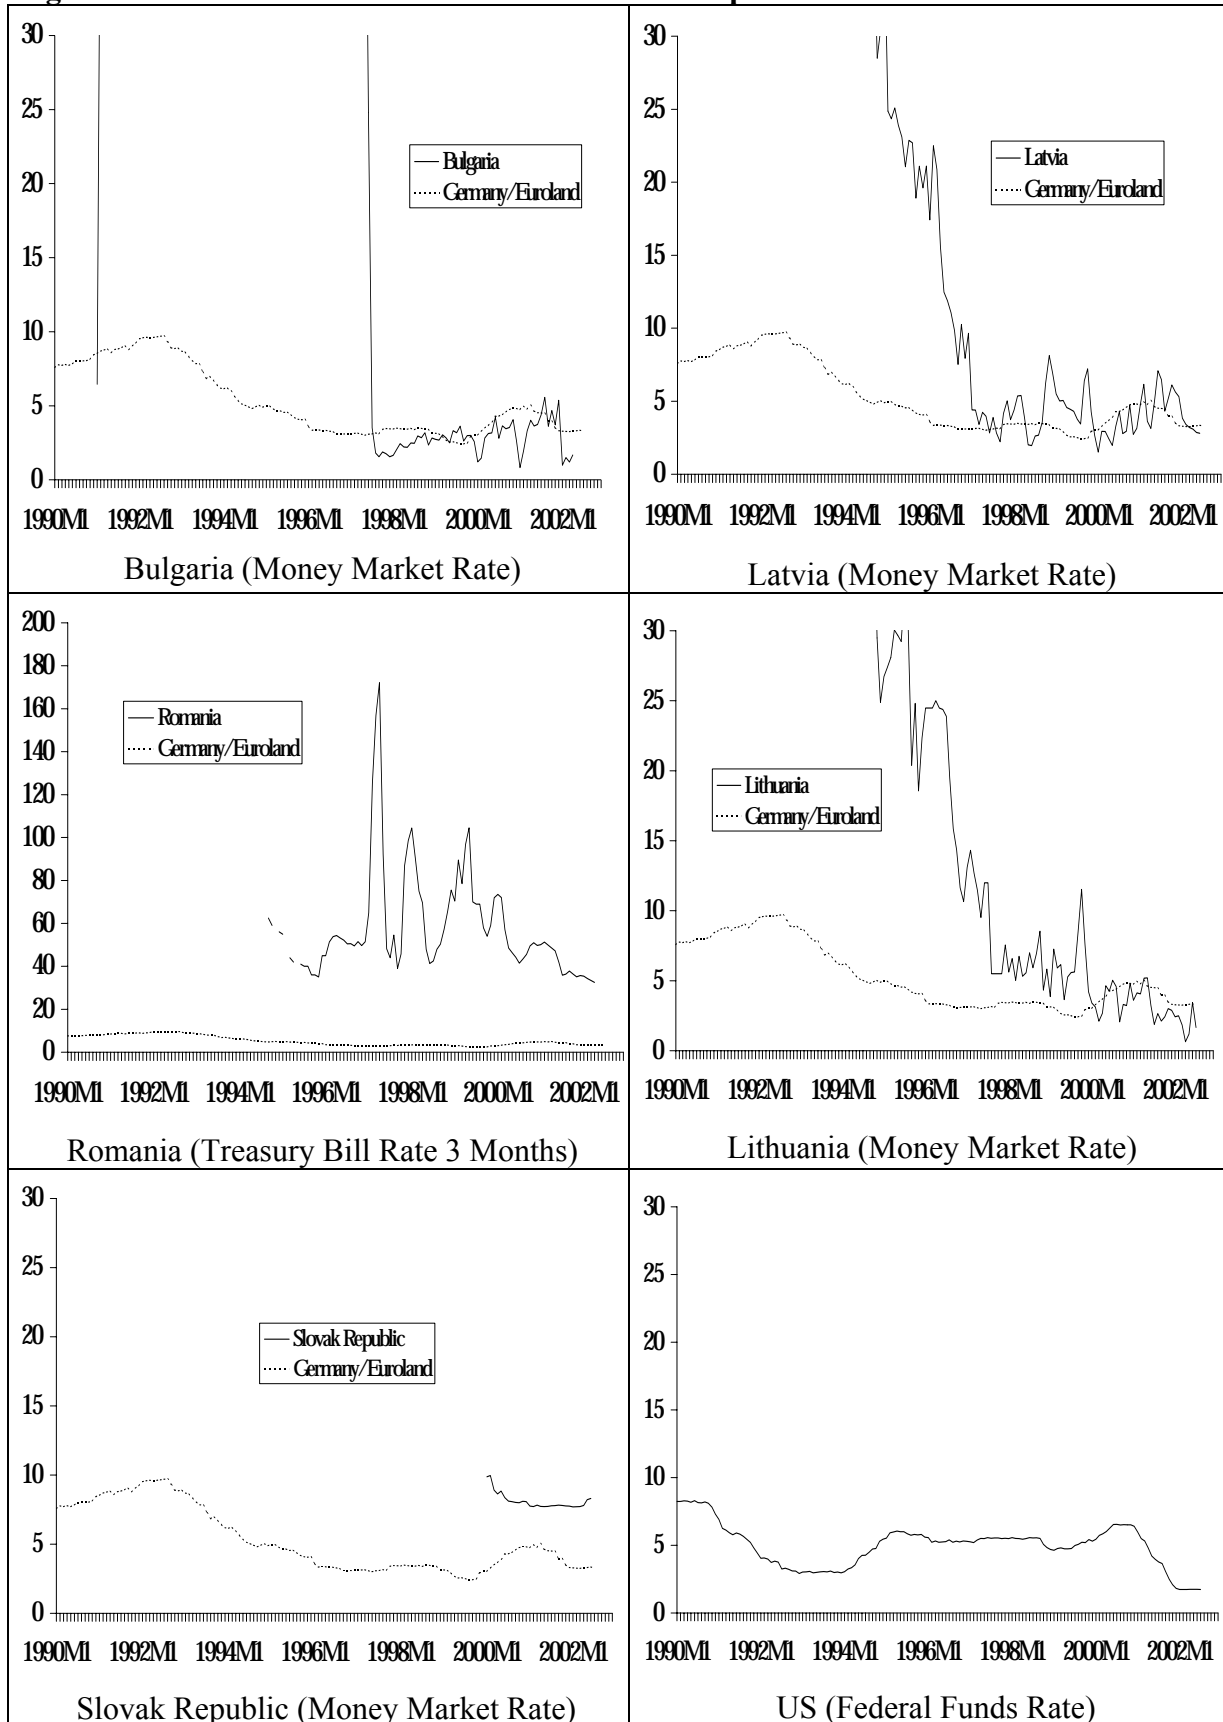 30
25
20
15
10
5
0
Bulgaria
Germany/Euroland
1990M1 1992M1 1994M1 1996M1 1998M1 2000M1 2002M1
Bulgaria (Money Market Rate)
30
25
20
15
10
5
0
Latvia
Germany/Euroland
1990M1 1992M1 1994M1 1996M1 1998M1 2000M1 2002M1
Latvia (Money Market Rate)
200
180
160
140
120
100
80
60
40
20
0
Romania
Germany/Euroland
1990M1 1992M1 1994M1 1996M1 1998M1 2000M1 2002M1
Romania (Treasury Bill Rate 3 Months)
30
25
20
15
10
5
0
Lithuania
Germany/Euroland
1990M1 1992M1 1994M1 1996M1 1998M1 2000M1 2002M1
Lithuania (Money Market Rate)
30
25
20
15
10
5
0
Slovak Republic
Germany/Euroland
1990M1 1992M1 1994M1 1996M1 1998M1 2000M1 2002M1
Slovak Republic (Money Market Rate)
30
25
20
15
10
5
0
1990M1 1992M1 1994M1 1996M1 1998M1 2000M1 2002M1
US (Federal Funds Rate)